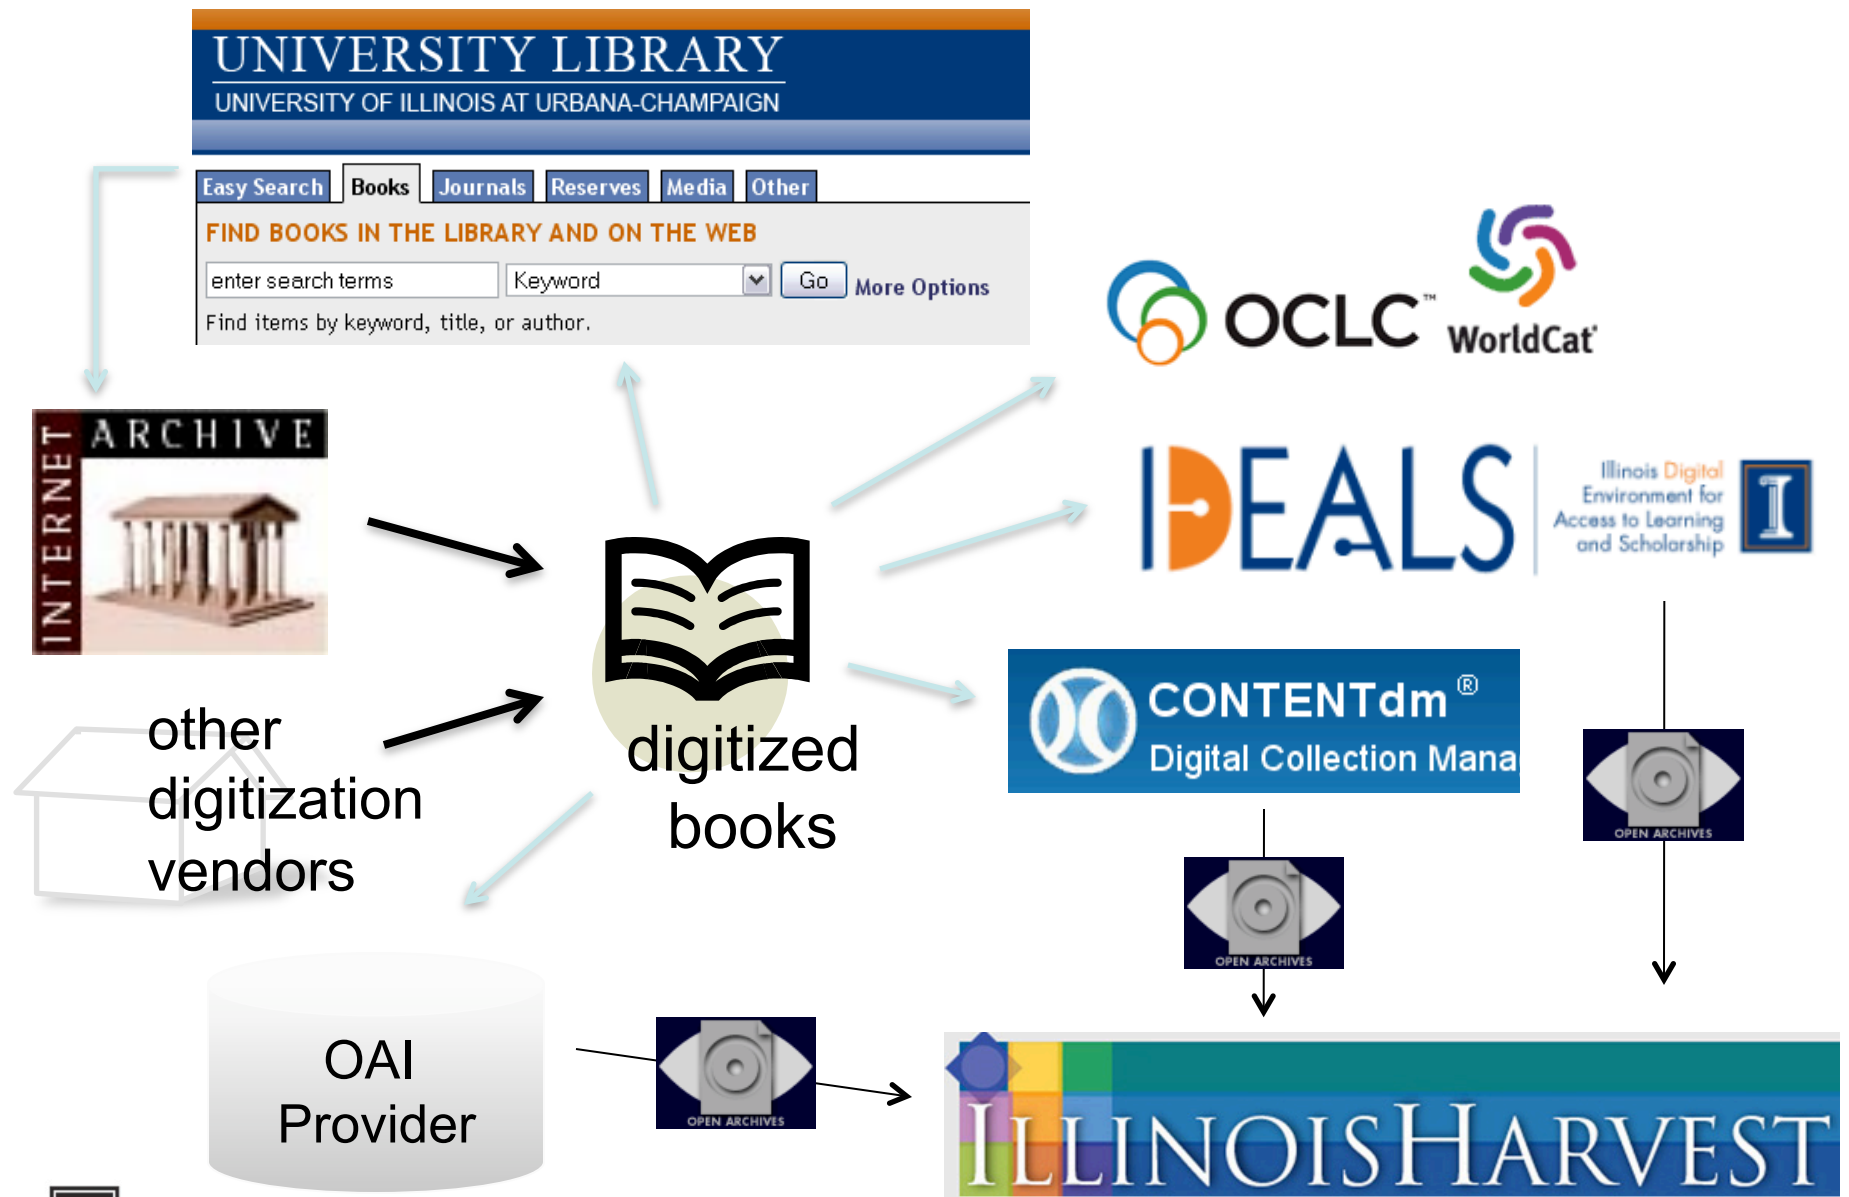 UNIVERSITY LIBRARY
UNIVERSITY OF ILLINOIS AT URBANA-CHAMPAIGN
Easy Search Books Journals Reserves Media Other
FIND BOOKS IN THE LIBRARY AND ON THE WEB
enter search terms Keyword Go More Options
Find items by keyword, title, or author.
OCLC™
WorldCat®
INTERNET
ARCHIVE
IDEALS
Illinois Digital
Environment for
Access to Learning
and Scholarship
I
other
digitization
vendors
digitized
books
CONTENTdm®
Digital Collection Mana
OPEN ARCHIVES
OPEN ARCHIVES
OAI
Provider
OPEN ARCHIVES
ILLINOISHARVEST